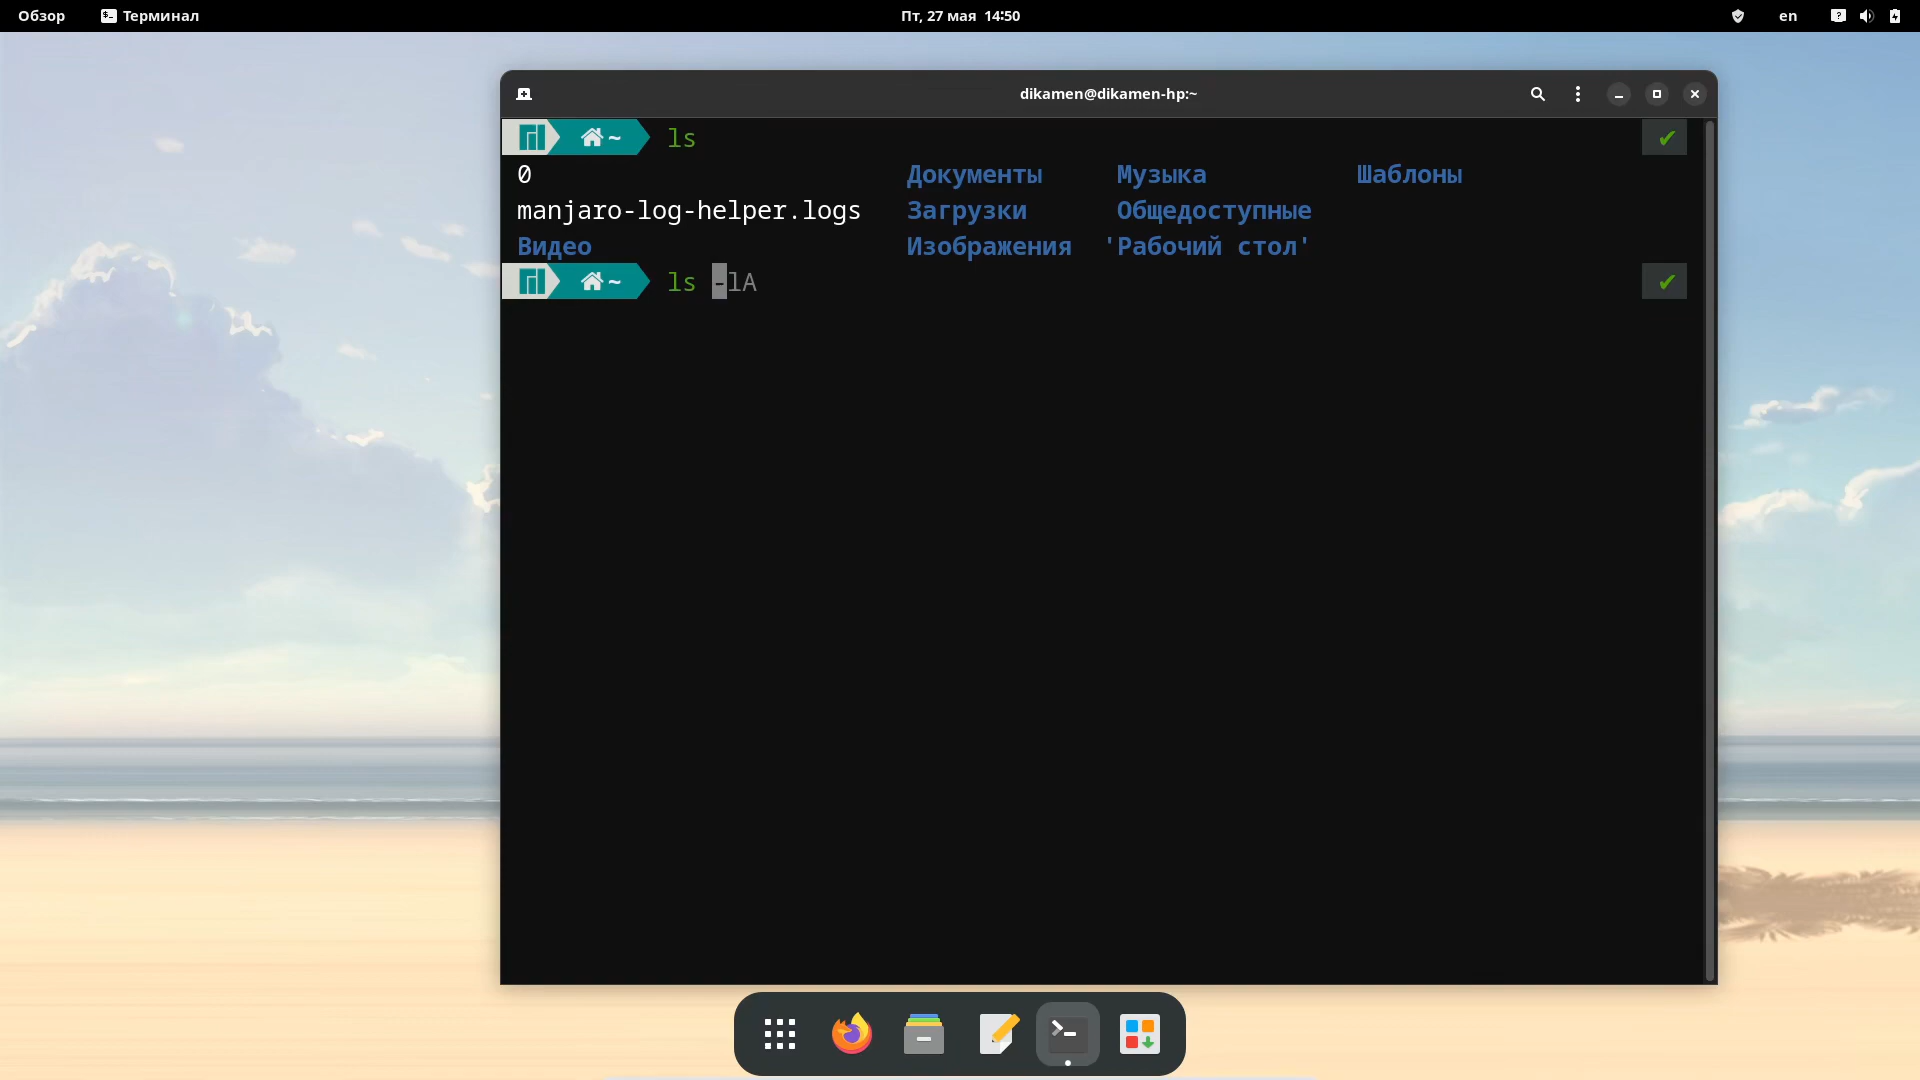 Обзор Терминал Пт, 27 мая 14:50 en
dikamen@dikamen-hp:~
~ ls ✔
0 Документы Музыка Шаблоны
manjaro-log-helper.logs Загрузки Общедоступные
Видео Изображения 'Рабочий стол'
~ ls -lA ✔